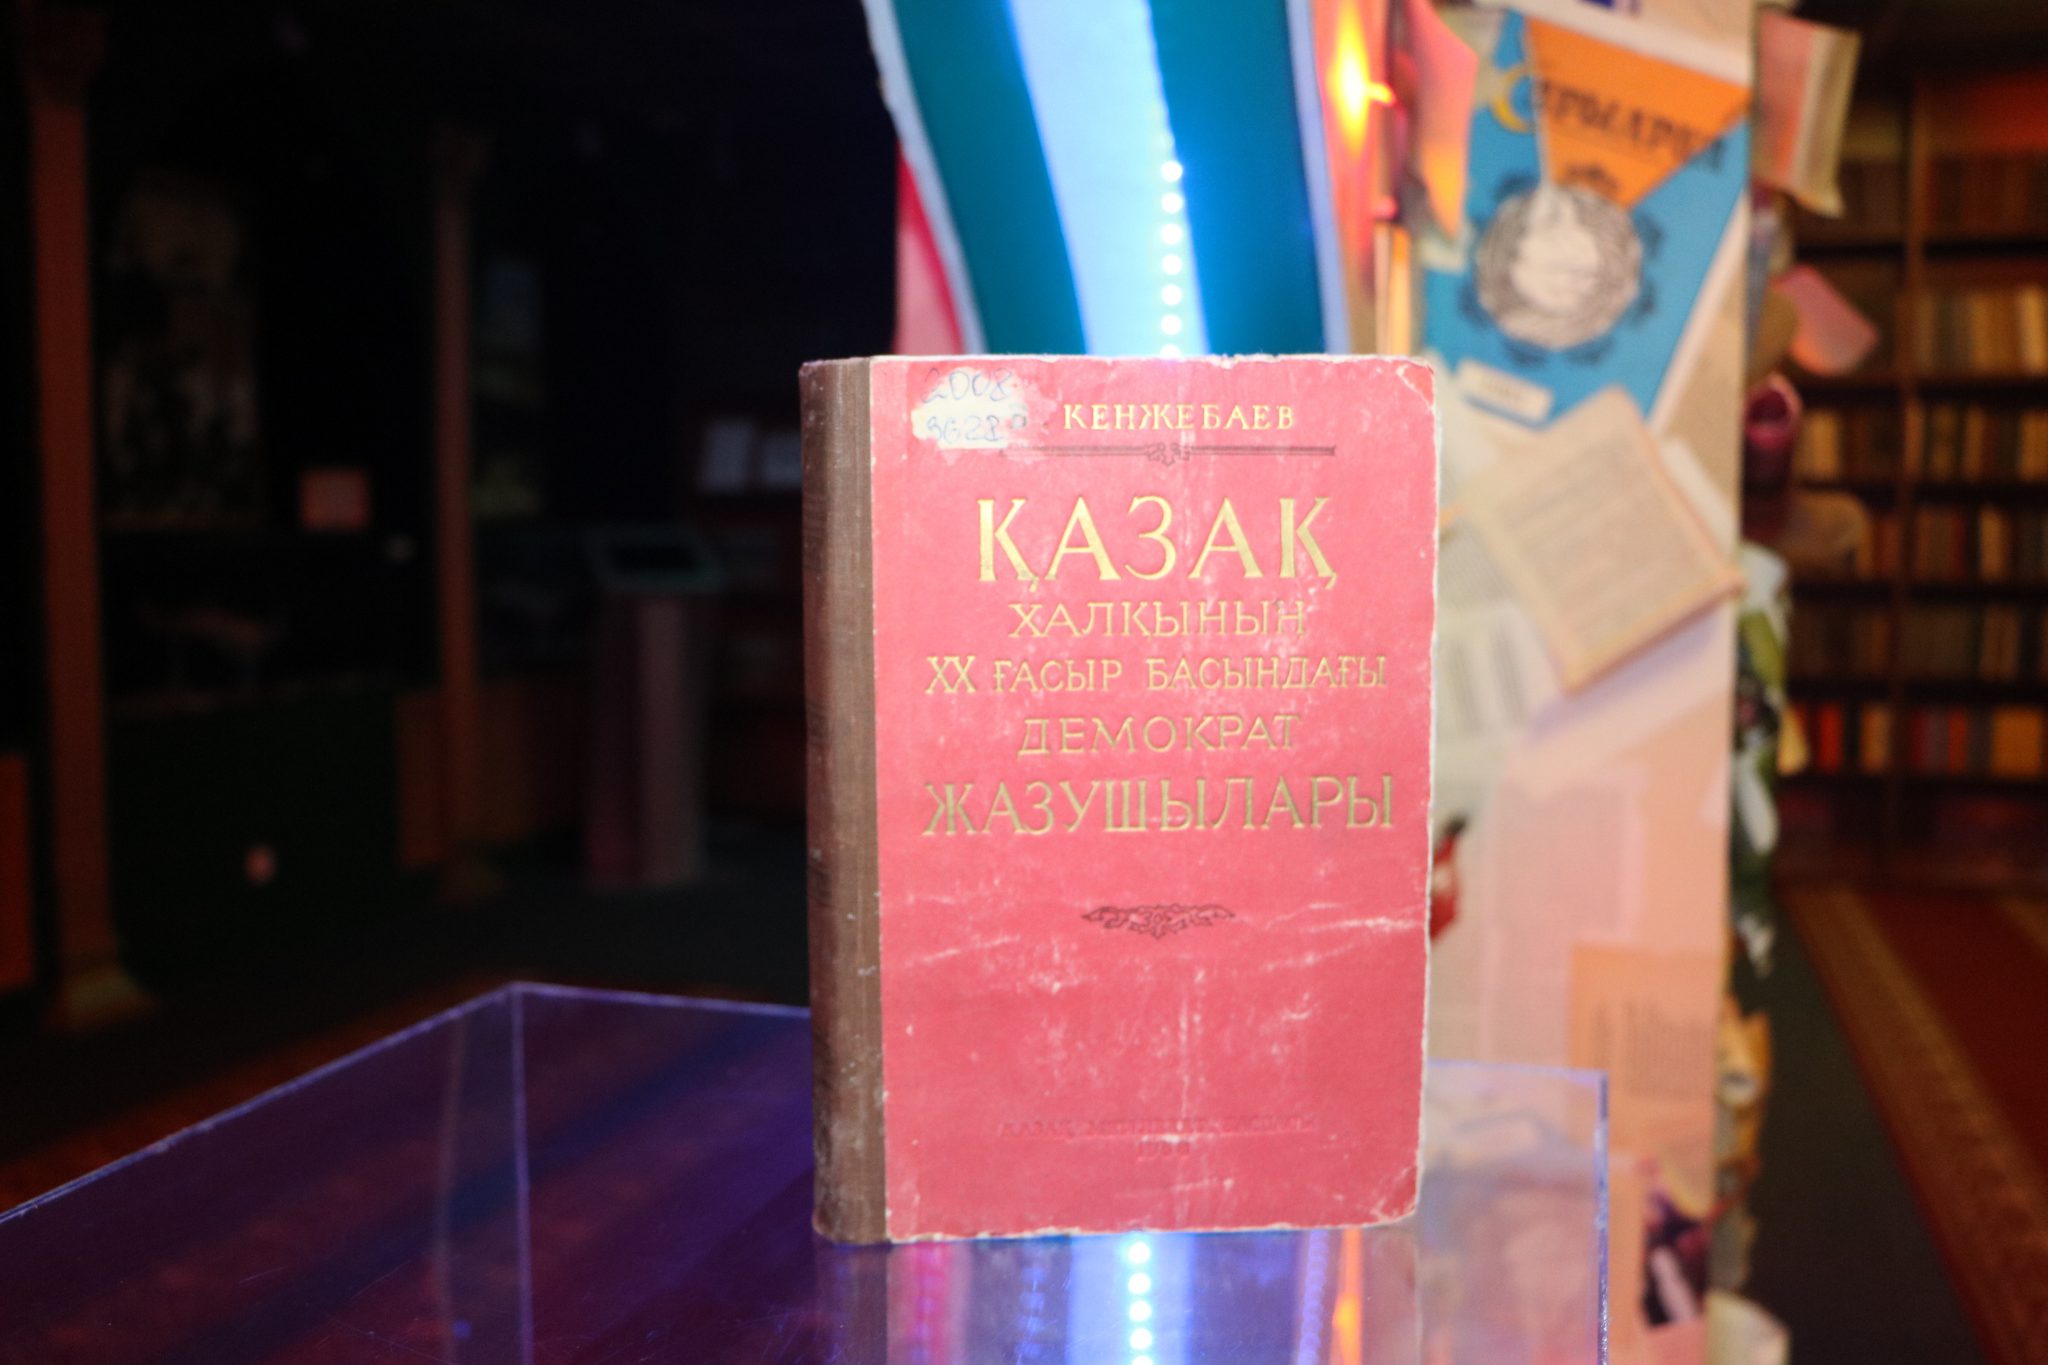 2008
КЕНЖЕБАЕВ
ҚАЗАҚ
ХАЛҚЫНЫҢ
XX ҒАСЫР БАСЫНДАҒЫ
ДЕМОКРАТ
ЖАЗУШЫЛАРЫ